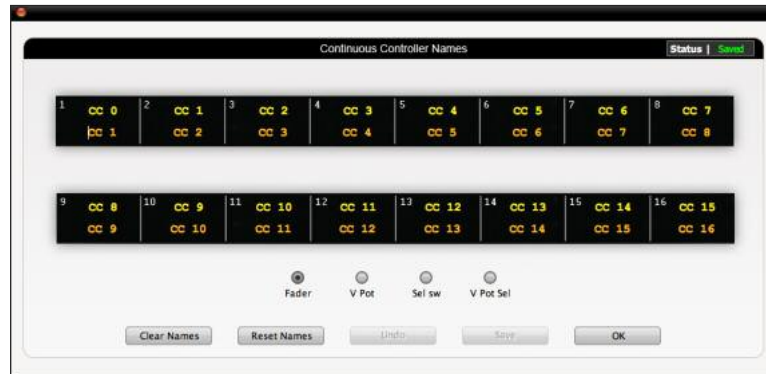 Continuous Controller Names
Status | Saved
1 CC 0 2 CC 1 3 CC 2 4 CC 3 5 CC 4 6 CC 5 7 CC 6 8 CC 7
CC 1 CC 2 CC 3 CC 4 CC 5 CC 6 CC 7 CC 8
9 CC 8 10 CC 9 11 CC 10 12 CC 11 13 CC 12 14 CC 13 15 CC 14 16 CC 15
CC 9 CC 10 CC 11 CC 12 CC 13 CC 14 CC 15 CC 16
Fader V Pot Sel sw V Pot Sel
Clear Names Reset Names Undo Save OK